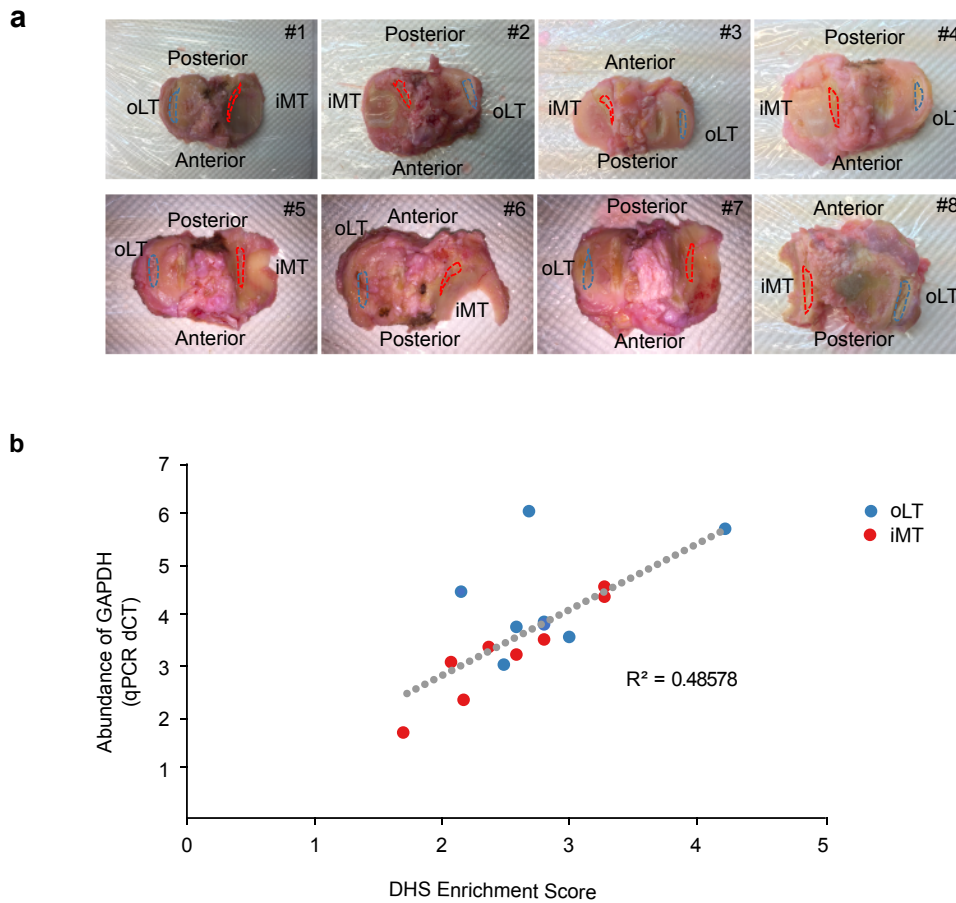 a
#1
Posterior
oLT
iMT
Anterior
#2
Posterior
iMT
oLT
Anterior
#3
Anterior
iMT
oLT
Posterior
#4
Posterior
iMT
oLT
Anterior
#5
Posterior
oLT
iMT
Anterior
#6
Anterior
oLT
iMT
Posterior
#7
Posterior
oLT
iMT
Anterior
#8
Anterior
iMT
oLT
Posterior
b
Abundance of GAPDH
(qPCR dCT)
7
6
5
4
3
2
1
0
1
2
3
4
5
DHS Enrichment Score
R² = 0.48578
oLT
iMT